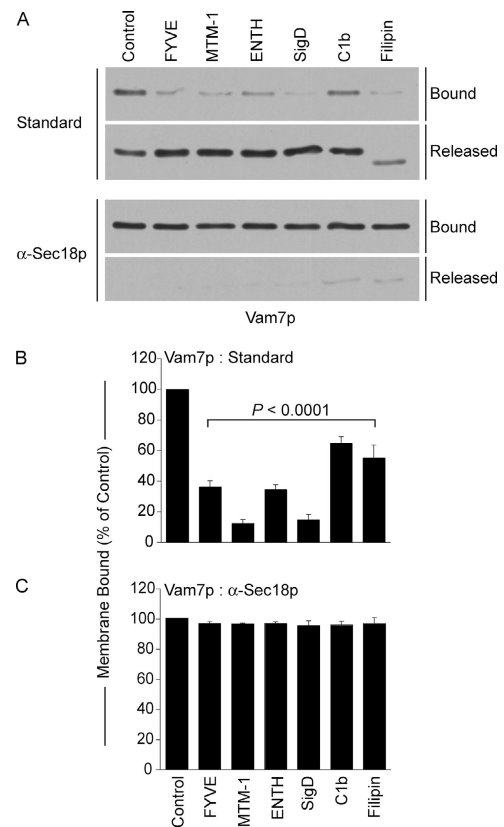 A
Control FYVE MTM-1 ENTH SigD C1b Filipin
Standard
Bound
Released
α-Sec18p
Bound
Released
Vam7p
B
Vam7p : Standard
P < 0.0001
120
100
80
60
40
20
0
Membrane Bound (% of Control)
C
Vam7p : α-Sec18p
120
100
80
60
40
20
0
Control FYVE MTM-1 ENTH SigD C1b Filipin